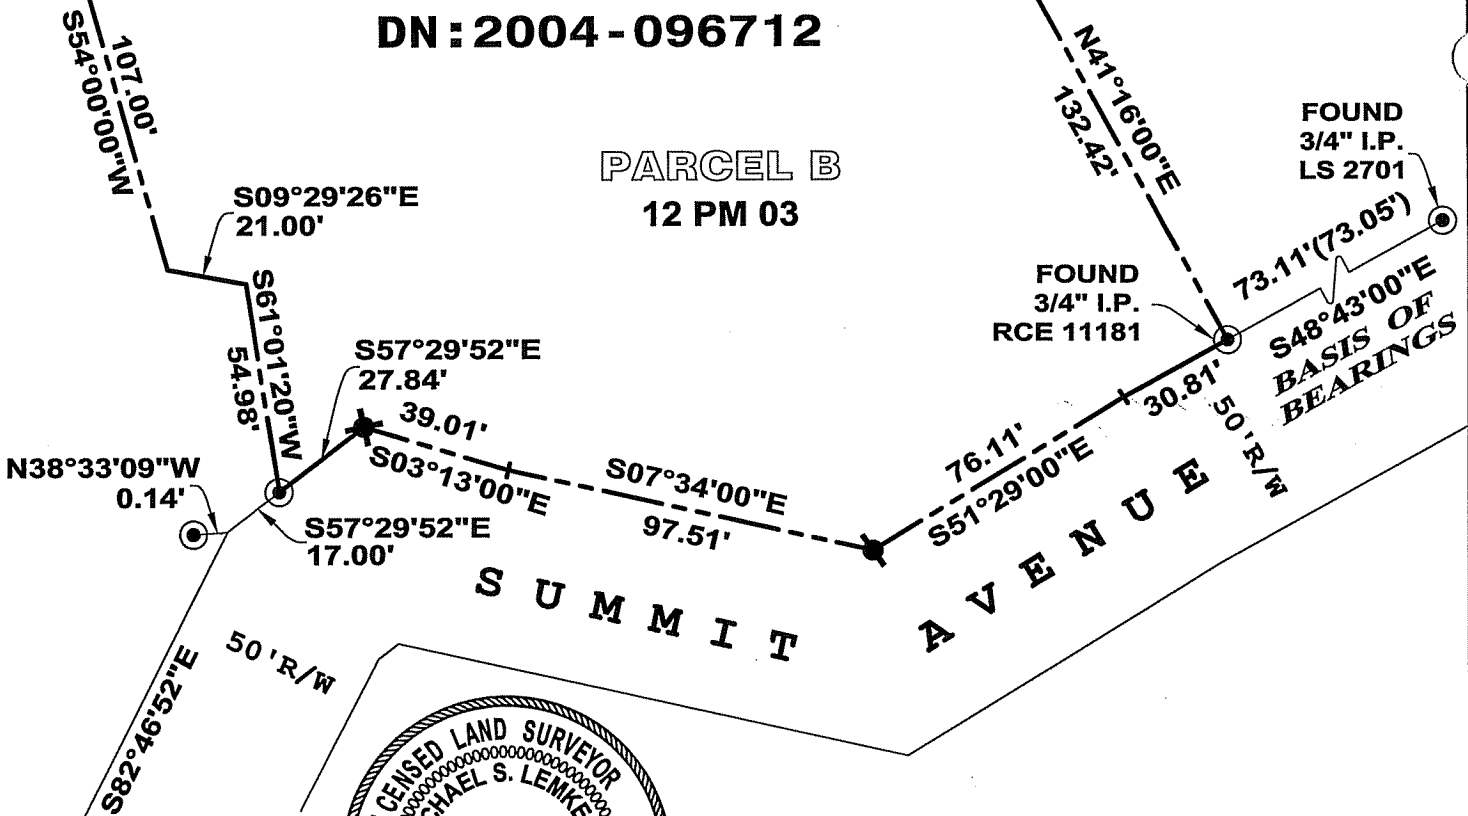 DN:2004-096712
107.00'
S54°00'00"W
N41°16'00"E
132.42'
FOUND
3/4" I.P.
LS 2701
PARCEL B
12 PM 03
S09°29'26"E
21.00'
73.11'(73.05')
S48°43'00"E
BASIS OF
BEARINGS
FOUND
3/4" I.P.
RCE 11181
S61°01'20"W
54.98'
S57°29'52"E
27.84'
39.01'
S03°13'00"E
S07°34'00"E
97.51'
76.11'
S51°29'00"E
30.81'
50'R/W
N38°33'09"W
0.14'
S57°29'52"E
17.00'
SUMMIT AVENUE
50'R/W
S82°46'52"E
CENSED LAND SURVEYOR
CHAEL S. LEMKE